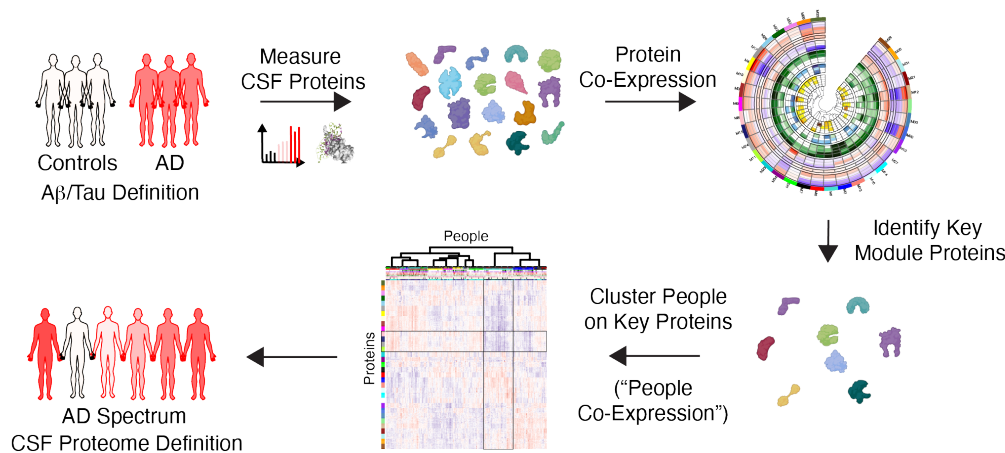 Measure
CSF Proteins
Protein
Co-Expression
Controls
AD
Aβ/Tau Definition
Identify Key
Module Proteins
People
Proteins
Cluster People
on Key Proteins
(“People
Co-Expression”)
AD Spectrum
CSF Proteome Definition